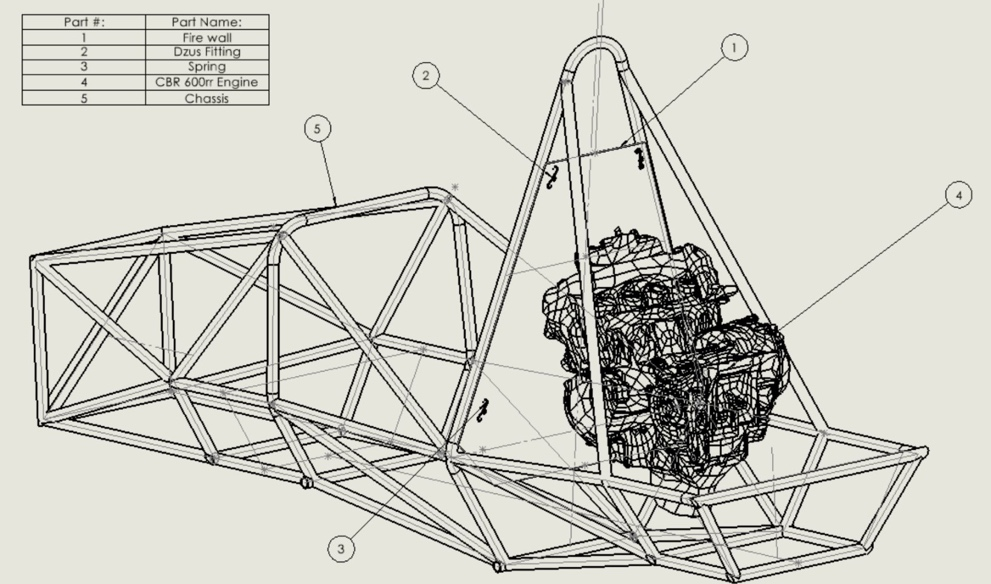 Part #: Part Name:
1 Fire wall
2 Dzus Fitting
3 Spring
4 CBR 600rr Engine
5 Chassis
1
2
5
4
3